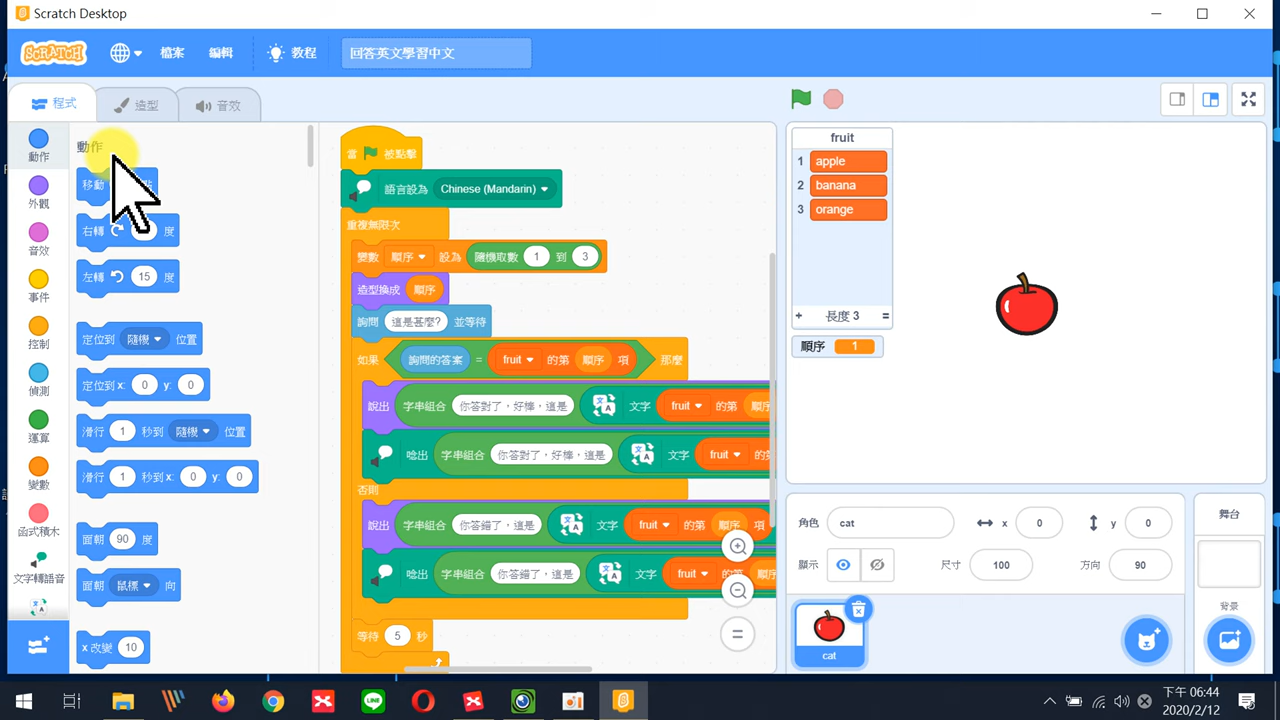 Scratch Desktop
SCRATCH
檔案
編輯
教程
回答英文學習中文
程式
造型
音效
動作
外觀
音效
事件
控制
偵測
運算
變數
函式積木
文字轉語音
動作
移動 點
右轉 度
左轉 15 度
定位到 隨機 位置
定位到 x: 0 y: 0
滑行 1 秒到 隨機 位置
滑行 1 秒到 x: 0 y: 0
面朝 90 度
面朝 鼠標 向
x 改變 10
當 被點擊
語言設為 Chinese (Mandarin)
重複無限次
變數 順序 設為 隨機取數 1 到 3
造型換成 順序
詢問 這是甚麼? 並等待
如果 詢問的答案 = fruit 的第 順序 項 那麼
說出 字串組合 你答對了，好棒，這是 文字 fruit 的第 順序
唸出 字串組合 你答對了，好棒，這是 文字 fruit 的第
否則
說出 字串組合 你答錯了，這是 文字 fruit 的第 順序 項
唸出 字串組合 你答錯了，這是 文字 fruit 的第 順序
等待 5 秒
fruit
1 apple
2 banana
3 orange
+ 長度 3 =
順序 1
角色 cat x 0 y 0
顯示 尺寸 100 方向 90
cat
舞台
背景
下午 06:44
2020/2/12